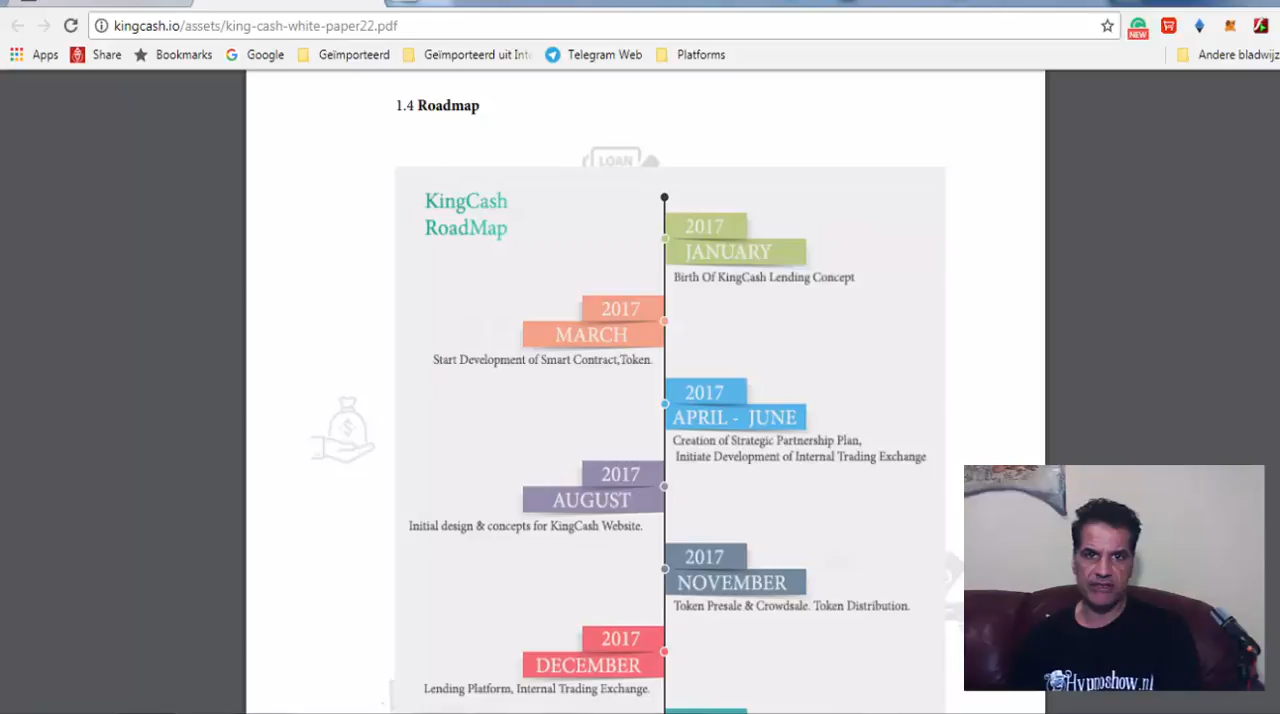 kingcash.io/assets/king-cash-white-paper22.pdf
NEW
Apps Share Bookmarks Google Geïmporteerd Geïmporteerd uit Int Telegram Web Platforms Andere bladwijz
1.4 Roadmap
LOAN
KingCash
RoadMap
2017
JANUARY
Birth Of KingCash Lending Concept
2017
MARCH
Start Development of Smart Contract,Token.
2017
APRIL - JUNE
Creation of Strategic Partnership Plan,
Initiate Development of Internal Trading Exchange
2017
AUGUST
Initial design & concepts for KingCash Website.
2017
NOVEMBER
Token Presale & Crowdsale. Token Distribution.
2017
DECEMBER
Lending Platform, Internal Trading Exchange.
Hypnoshow.nl